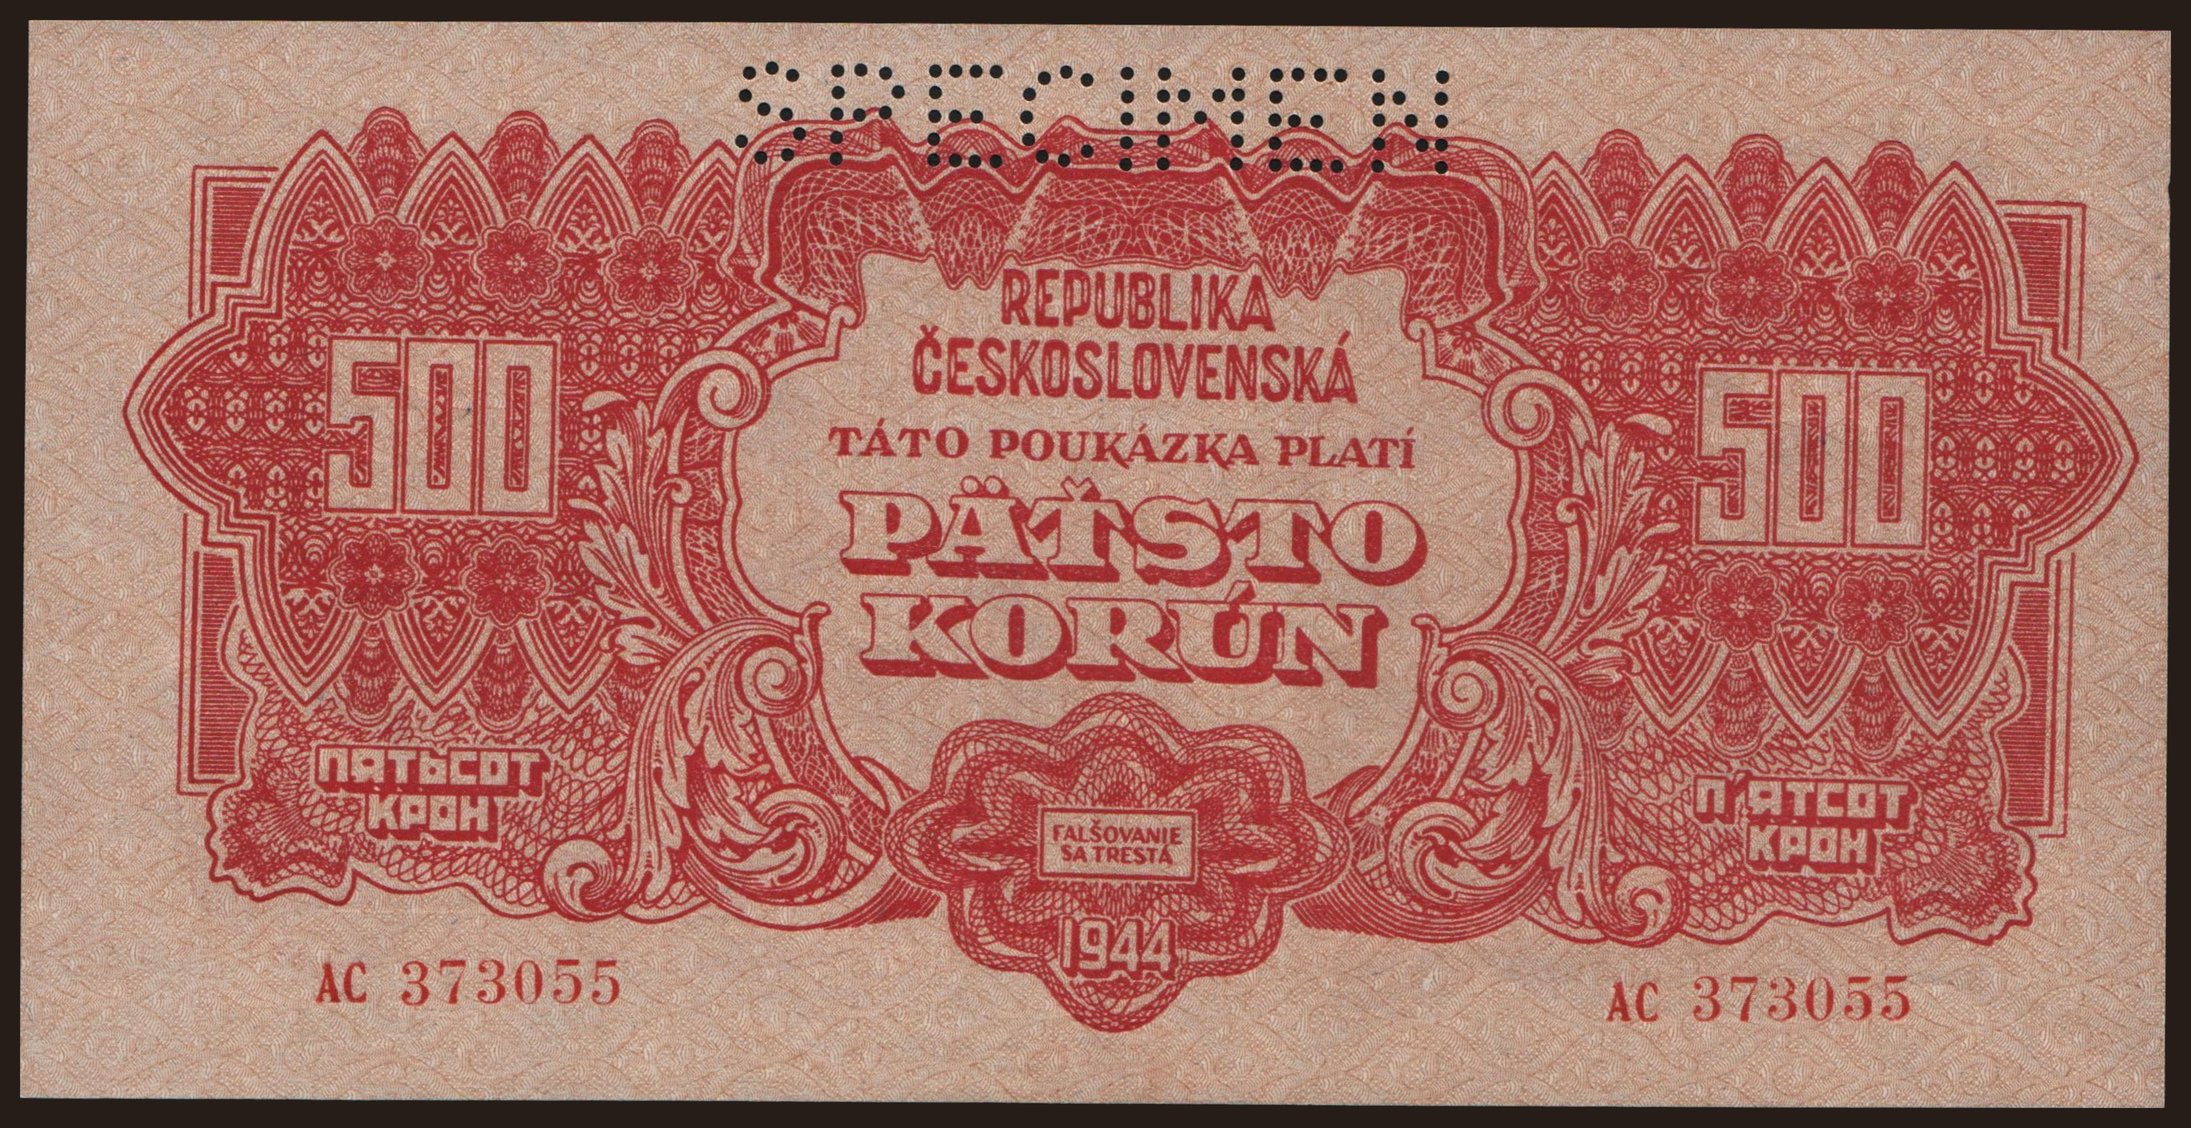 SPECIMEN
REPUBLIKA
ČESKOSLOVENSKÁ
TÁTO POUKÁZKA PLATÍ
PÄŤSTO
KORÚN
500
500
ПЯТЬСОТ
КРОН
П'ЯТСОТ
КРОН
FALŠOVANIE
SA TRESTÁ
1944
AC 373055
AC 373055